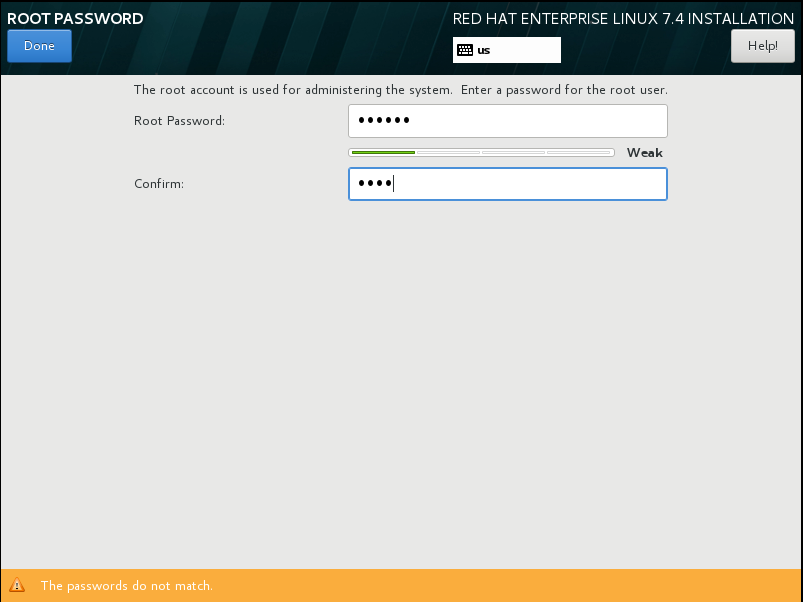 ROOT PASSWORD
RED HAT ENTERPRISE LINUX 7.4 INSTALLATION
Done
us
Help!
The root account is used for administering the system.  Enter a password for the root user.
Root Password:
••••••
Weak
Confirm:
••••
The passwords do not match.